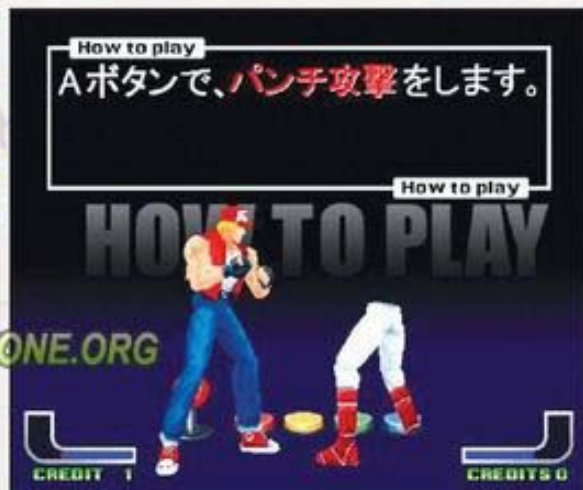 How to play
Aボタンで、パンチ攻撃をします。
How to play
HOW TO PLAY
ONE.ORG
CREDIT 1
CREDITS 0